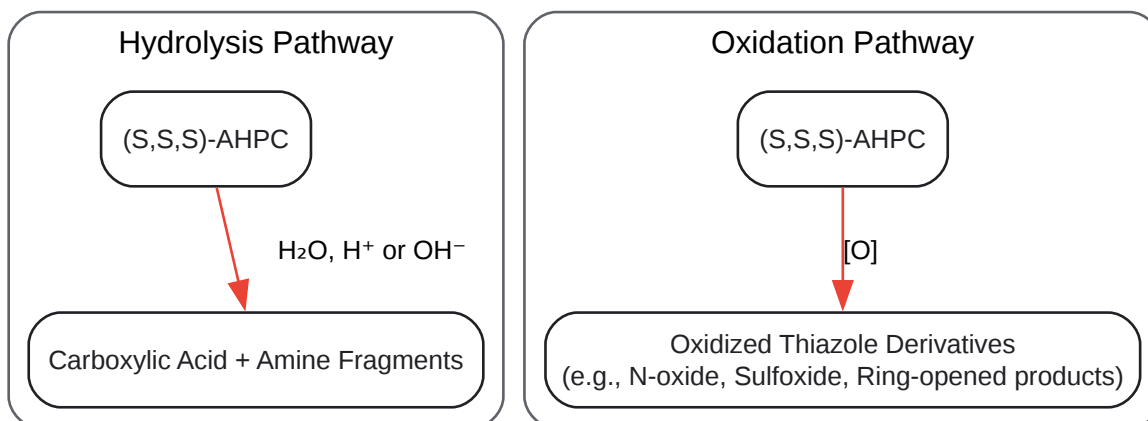 Hydrolysis Pathway
(S,S,S)-AHPC
H₂O, H⁺ or OH⁻
Carboxylic Acid + Amine Fragments
Oxidation Pathway
(S,S,S)-AHPC
[O]
Oxidized Thiazole Derivatives
(e.g., N-oxide, Sulfoxide, Ring-opened products)